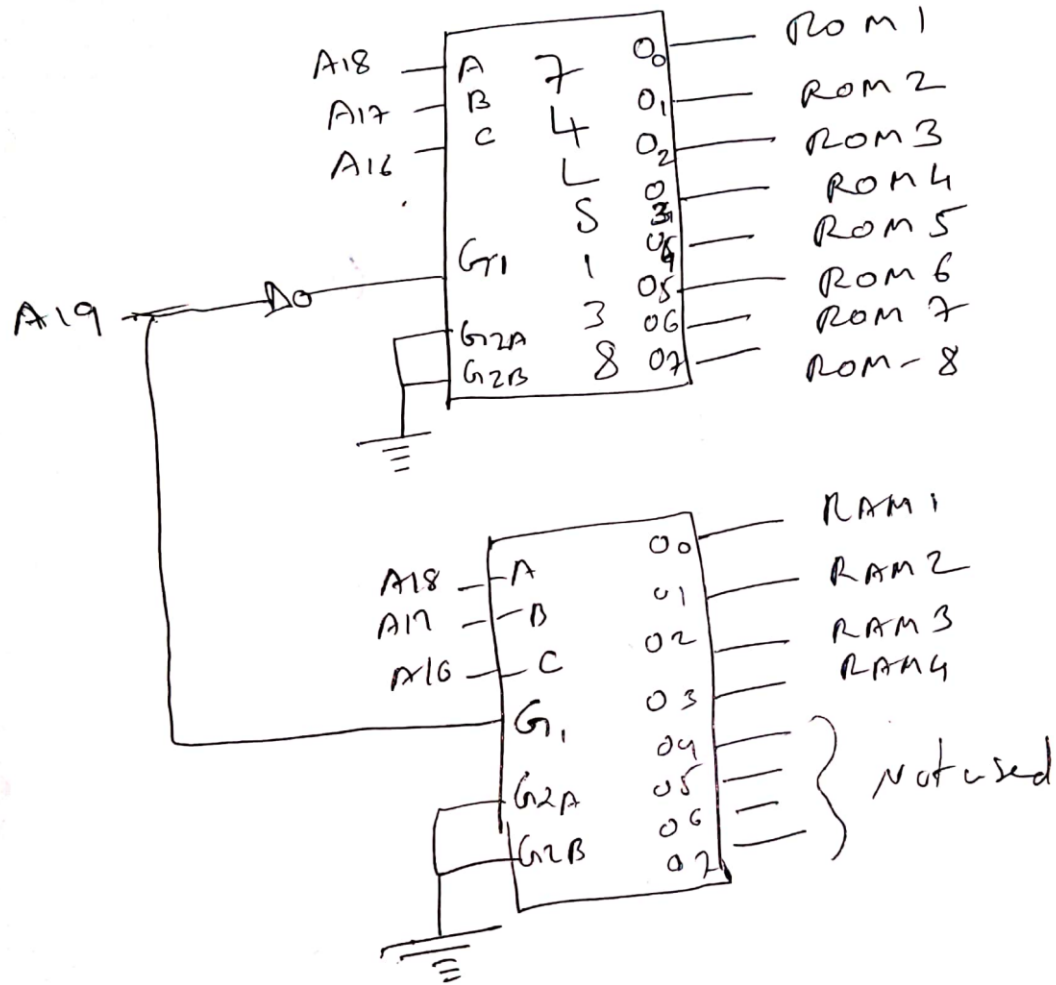 A18 A 7 O0 ROM1
A17 B 4 O1 ROM2
A16 C L O2 ROM3
S O3 ROM4
G1 1 O4 ROM5
A19
O5 ROM6
G2A 3 O6 ROM7
G2B 8 O7 ROM-8
A18 A O0 RAM1
A17 B O1 RAM2
A16 C O2 RAM3
G1 O3 RAM4
O4
G2A O5 Not used
G2B O6
O7